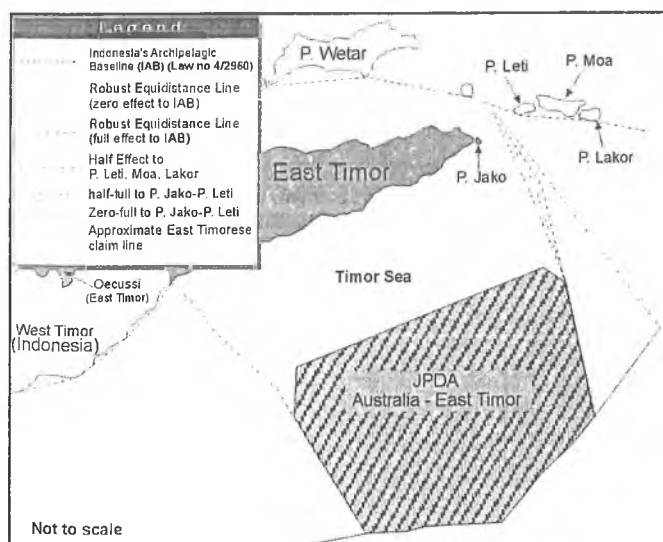 Legend
Indonesia's Archipelagic
Baseline (IAB) (Law no 4/2960)
Robust Equidistance Line
(zero effect to IAB)
Robust Equidistance Line
(full effect to IAB)
Half Effect to
P. Leti, Moa, Lakor
half-full to P. Jako-P. Leti
Zero-full to P. Jako-P. Leti
Approximate East Timorese
claim line
P. Wetar
P. Leti
P. Moa
P. Lakor
P. Jako
East Timor
Oecussi
(East Timor)
Timor Sea
West Timor
(Indonesia)
JPDA
Australia - East Timor
Not to scale